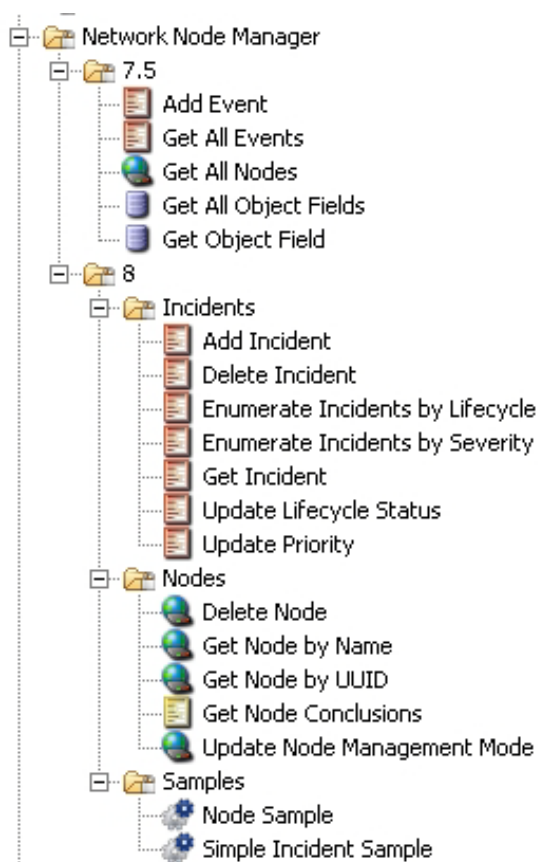 Network Node Manager
7.5
Add Event
Get All Events
Get All Nodes
Get All Object Fields
Get Object Field
8
Incidents
Add Incident
Delete Incident
Enumerate Incidents by Lifecycle
Enumerate Incidents by Severity
Get Incident
Update Lifecycle Status
Update Priority
Nodes
Delete Node
Get Node by Name
Get Node by UUID
Get Node Conclusions
Update Node Management Mode
Samples
Node Sample
Simple Incident Sample